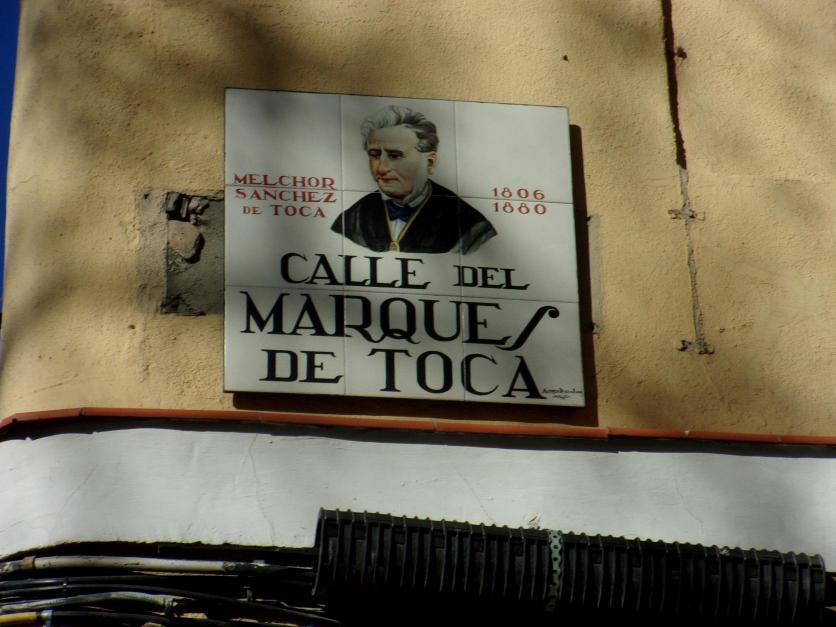 MELCHOR
SANCHEZ
DE TOCA
1806
1880
CALLE DEL
MARQUES
DE TOCA